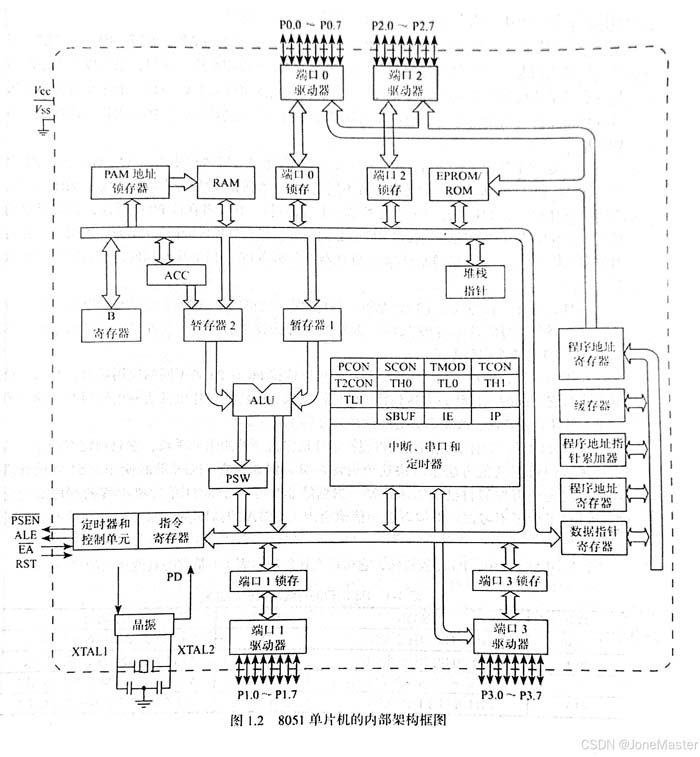 P0.0 ~ P0.7
P2.0 ~ P2.7
Vcc
Vss
端口 0
驱动器
端口 2
驱动器
PAM 地址
锁存器
RAM
端口 0
锁存
端口 2
锁存
EPROM/
ROM
ACC
堆栈
指针
B
寄存器
暂存器 2
暂存器 1
程序地址
寄存器
PCON SCON TMOD TCON
T2CON TH0 TL0 TH1
TL1
SBUF IE IP
中断、串口和
定时器
ALU
缓存器
程序地址指
针累加器
PSW
程序地址
寄存器
PSEN
ALE
EA
RST
定时器和
控制单元
指令
寄存器
数据指针
寄存器
PD
端口 1 锁存
端口 3 锁存
晶振
XTAL1
XTAL2
端口 1
驱动器
端口 3
驱动器
P1.0 ~ P1.7
P3.0 ~ P3.7
图 1.2 8051 单片机的内部架构框图
CSDN @JoneMaster